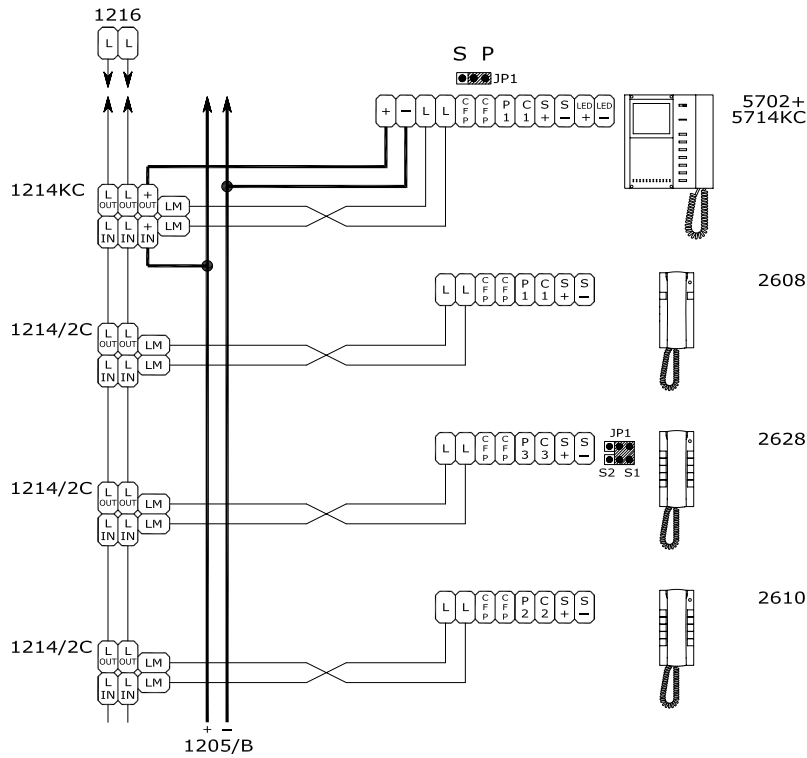 1216
L L
S P
JP1
+ − L L CFP CFP P1 C1 S+ S− LED+ LED−
5702+
5714KC
1214KC
L OUT L OUT + OUT LM
L IN L IN + IN LM
L L CFP CFP P1 C1 S+ S−
2608
1214/2C
L OUT L OUT LM
L IN L IN LM
L L CFP CFP P3 C3 S+ S−
JP1
S2 S1
2628
1214/2C
L OUT L OUT LM
L IN L IN LM
L L CFP CFP P2 C2 S+ S−
2610
1214/2C
L OUT L OUT LM
L IN L IN LM
+ −
1205/B